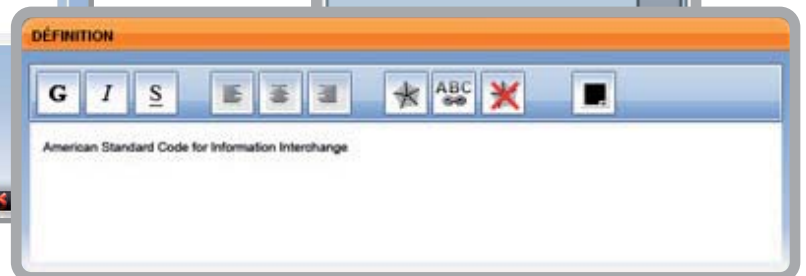 DÉFINITION
G I S ABC
American Standard Code for Information Interchange